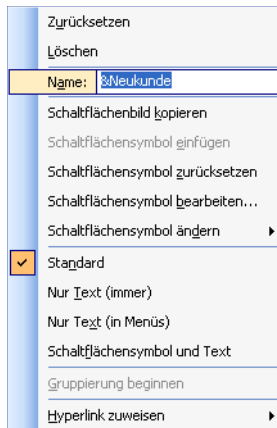 Zurücksetzen
Löschen
Name: &Neukunde
Schaltflächenbild kopieren
Schaltflächensymbol einfügen
Schaltflächensymbol zurücksetzen
Schaltflächensymbol bearbeiten...
Schaltflächensymbol ändern
Standard
Nur Text (immer)
Nur Text (in Menüs)
Schaltflächensymbol und Text
Gruppierung beginnen
Hyperlink zuweisen